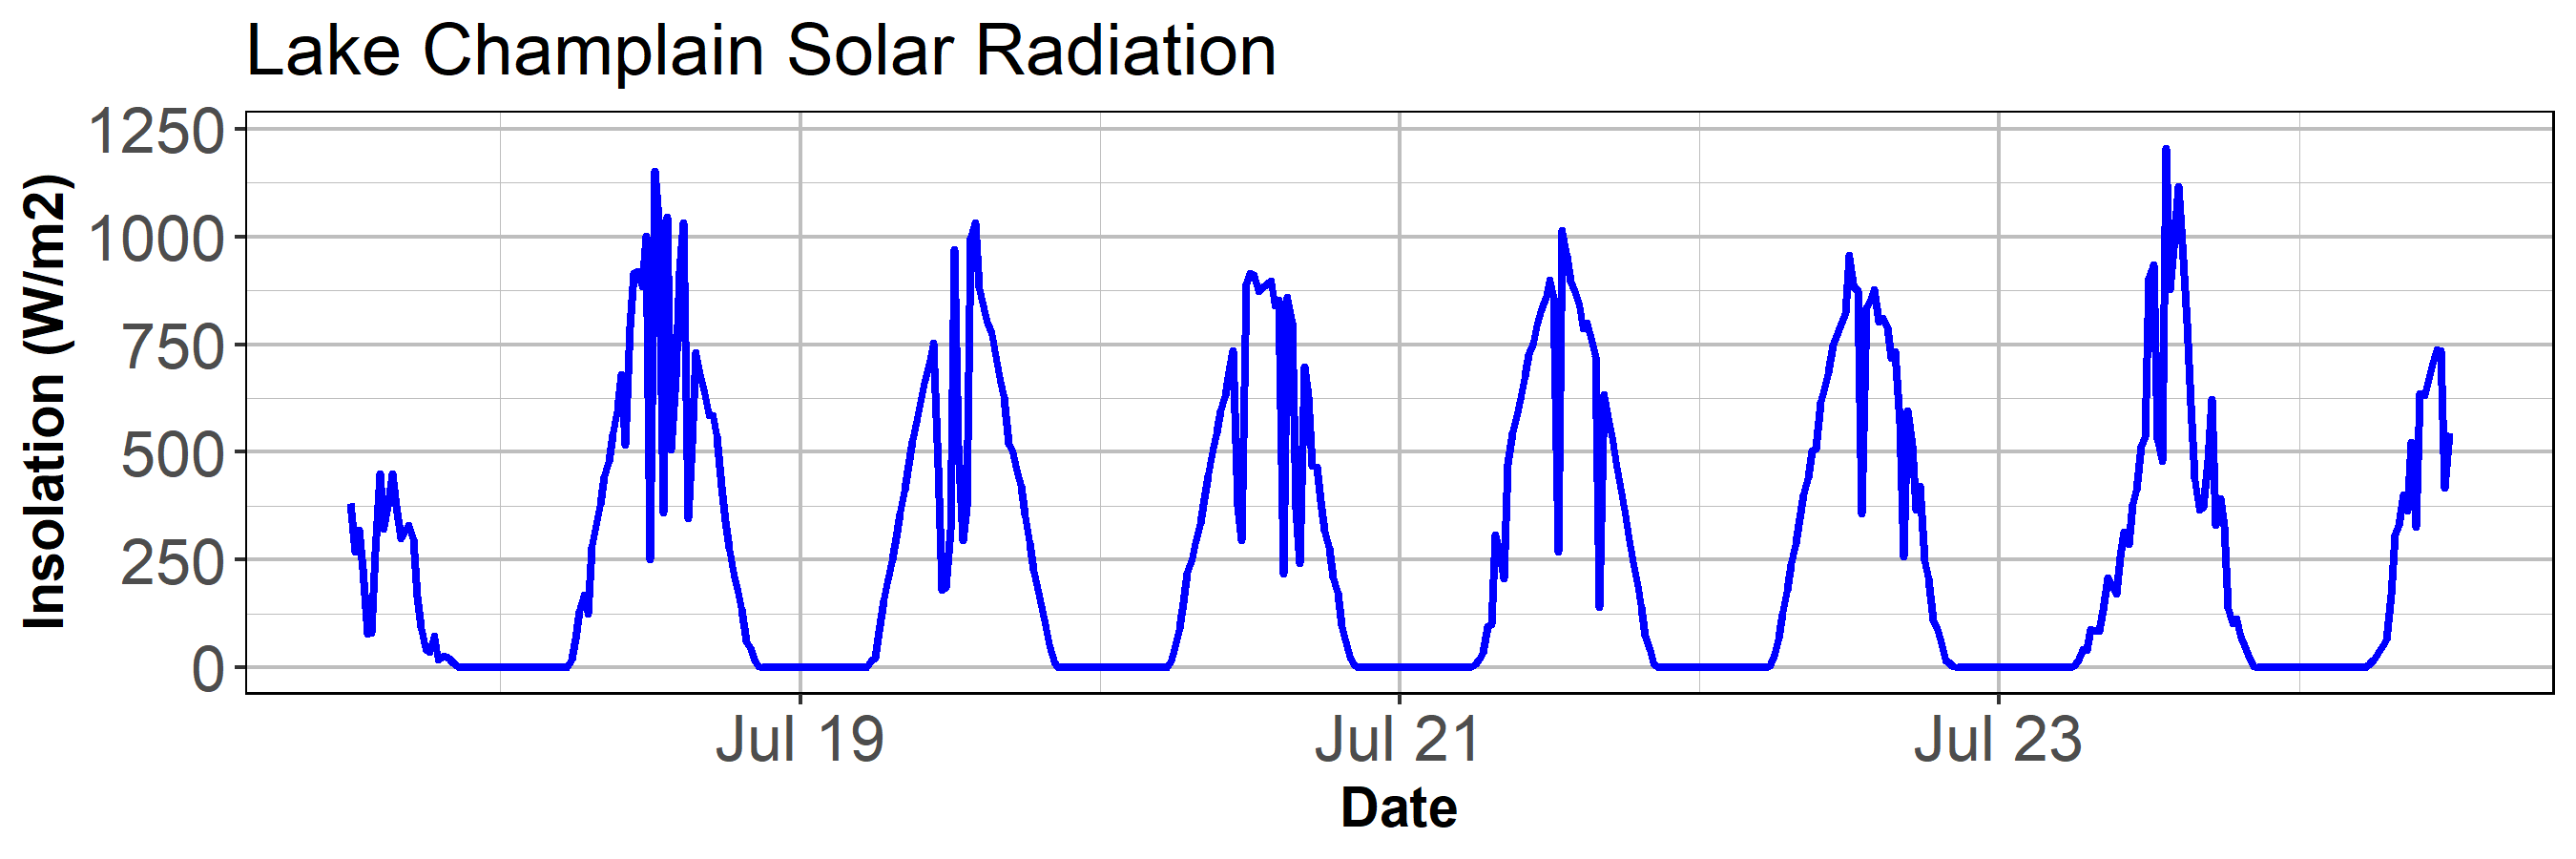 Lake Champlain Solar Radiation
1250
1000
750
500
250
0
Insolation (W/m2)
Jul 19 Jul 21 Jul 23
Date